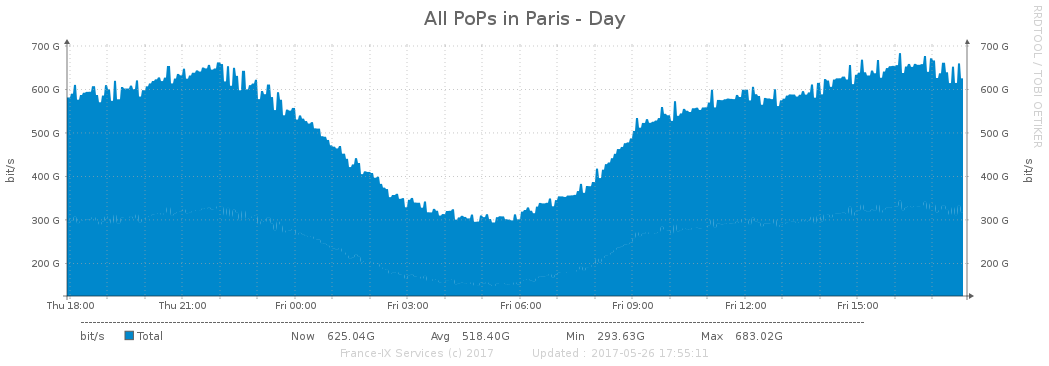 All PoPs in Paris - Day
RRDTOOL / TOBI OETIKER
700 G 700 G
600 G 600 G
500 G 500 G
400 G 400 G
300 G 300 G
200 G 200 G
bit/s bit/s
Thu 18:00 Thu 21:00 Fri 00:00 Fri 03:00 Fri 06:00 Fri 09:00 Fri 12:00 Fri 15:00
bit/s Total Now 625.04G Avg 518.40G Min 293.63G Max 683.02G
France-IX Services (c) 2017 Updated : 2017-05-26 17:55:11